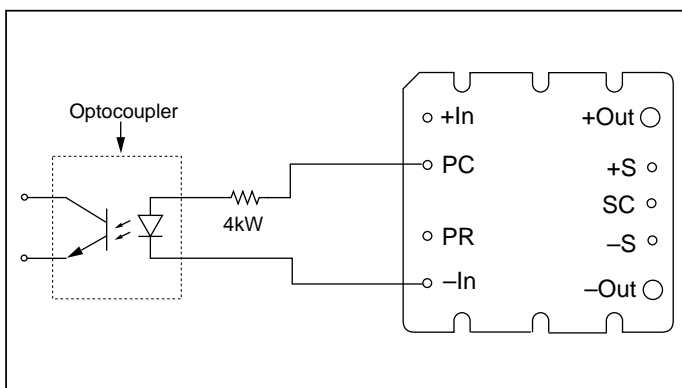 Optocoupler
4kW
+In
PC
PR
–In
+Out
+S
SC
–S
–Out